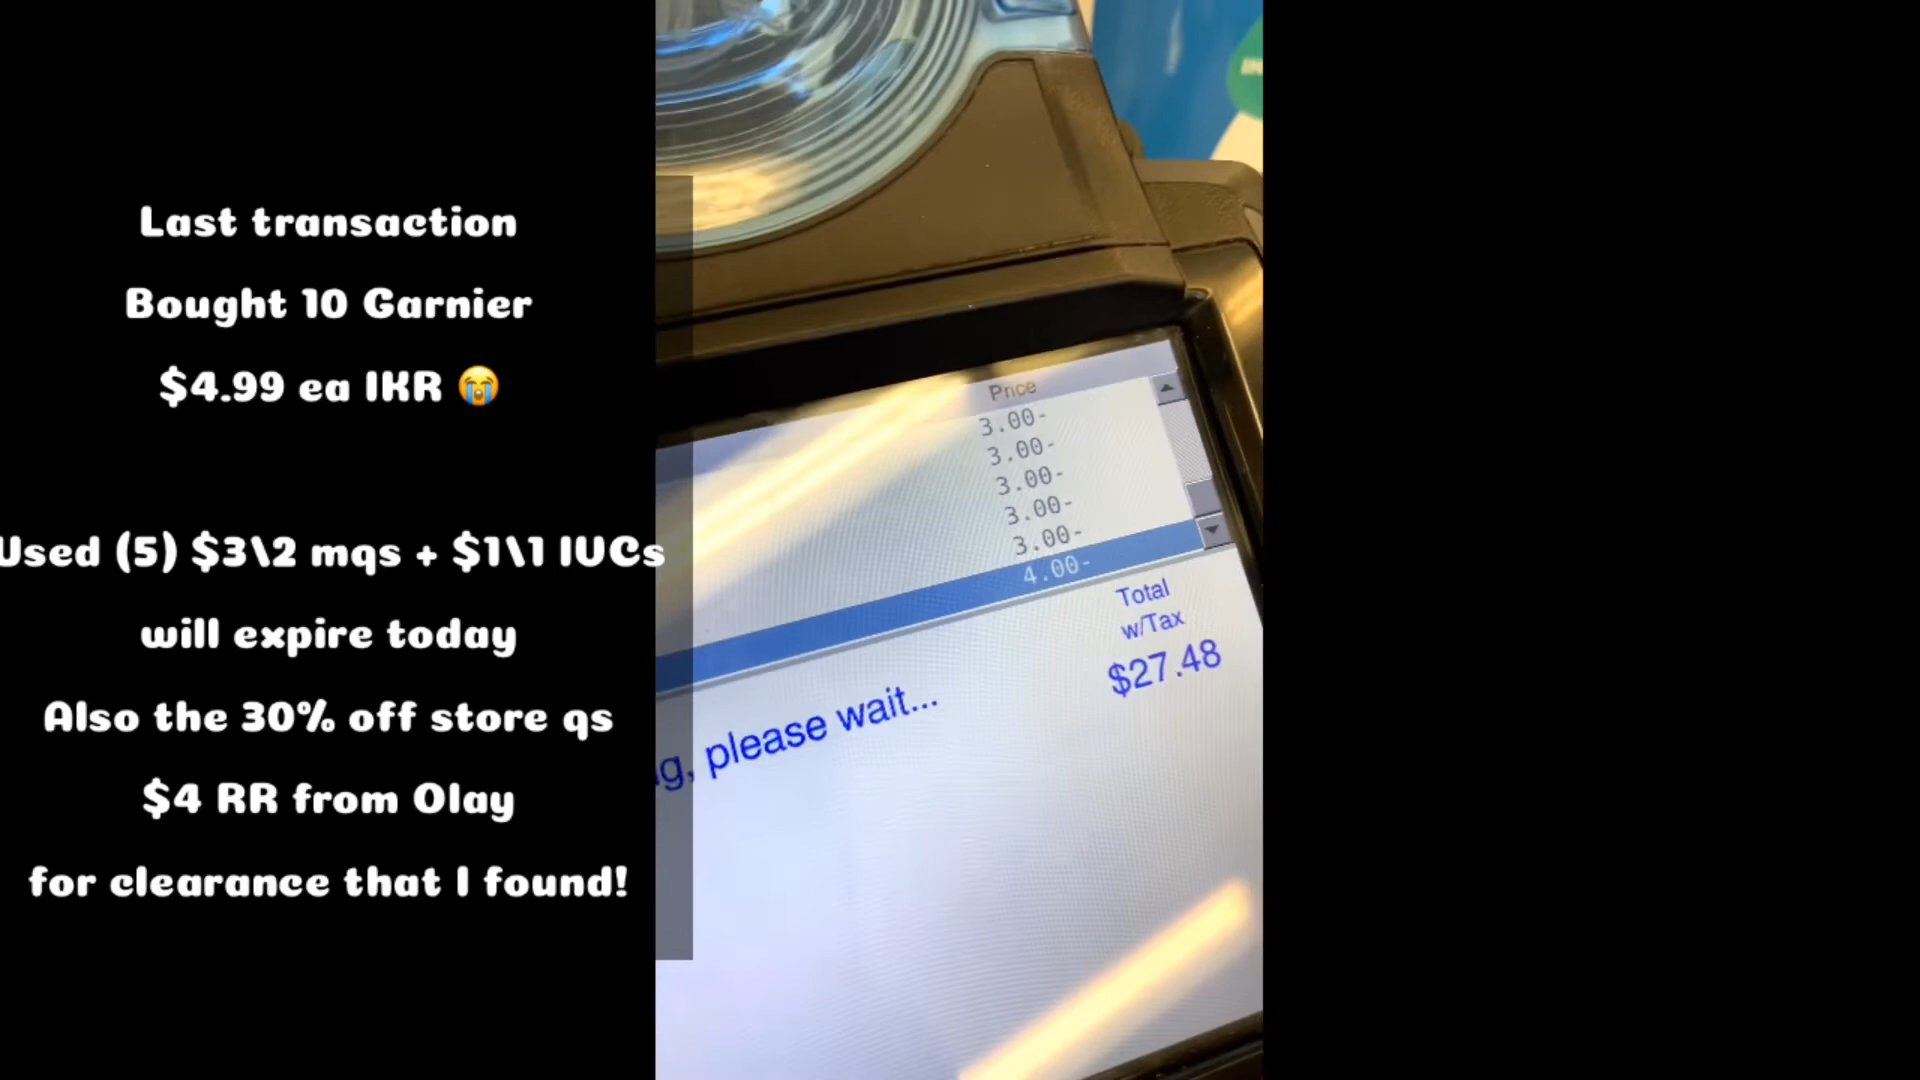 Last transaction
Bought 10 Garnier
$4.99 ea IKR 😭
Used (5) $3\2 mqs + $1\1 IUCs
will expire today
Also the 30% off store qs
$4 RR from Olay
for clearance that I found!
Price
3.00-
3.00-
3.00-
3.00-
3.00-
4.00-
Total
w/Tax
$27.48
please wait...